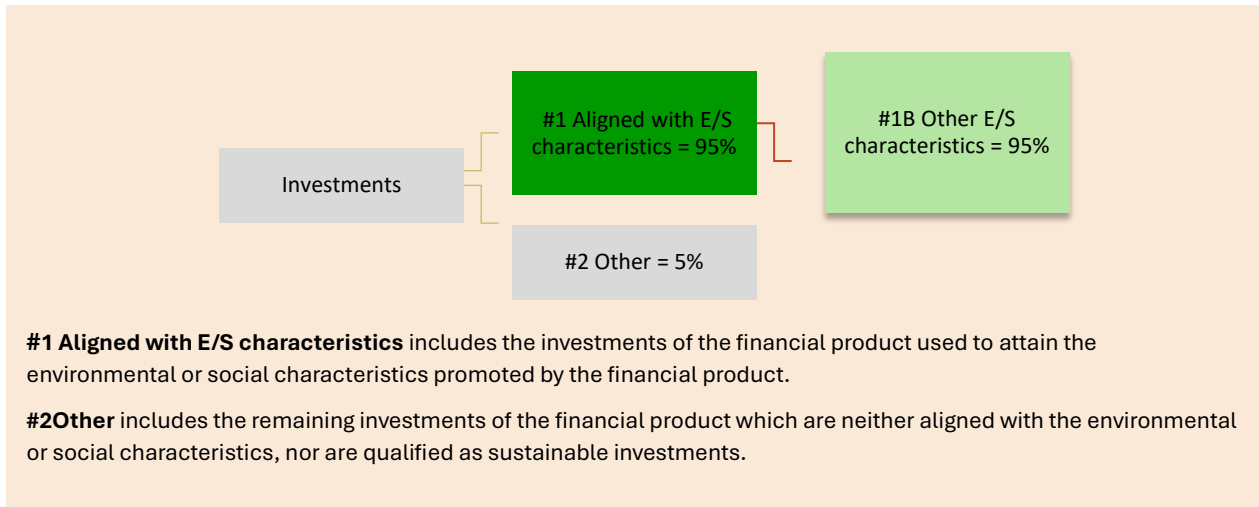 #1 Aligned with E/S
characteristics = 95%
#1B Other E/S
characteristics = 95%
Investments
#2 Other = 5%
#1 Aligned with E/S characteristics includes the investments of the financial product used to attain the
environmental or social characteristics promoted by the financial product.
#2Other includes the remaining investments of the financial product which are neither aligned with the environmental
or social characteristics, nor are qualified as sustainable investments.